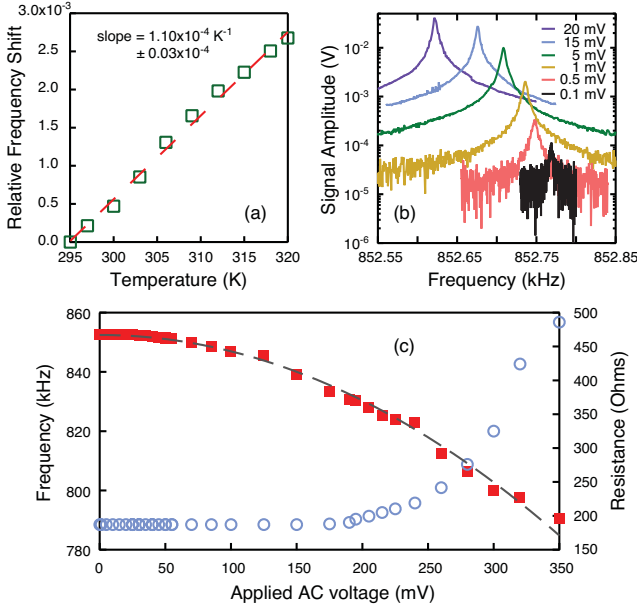 3.0x10-3
2.5
2.0
1.5
1.0
0.5
0.0
Relative Frequency Shift
slope = 1.10x10-4 K-1
± 0.03x10-4
(a)
295 300 305 310 315 320
Temperature (K)
10-2
10-3
10-4
10-5
10-6
Signal Amplitude (V)
(b)
20 mV
15 mV
5 mV
1 mV
0.5 mV
0.1 mV
852.55 852.65 852.75 852.85
Frequency (kHz)
860
840
820
800
780
Frequency (kHz)
(c)
500
450
400
350
300
250
200
150
100
Resistance
(Ohms)
0 50 100 150 200 250 300 350
Applied AC voltage (mV)